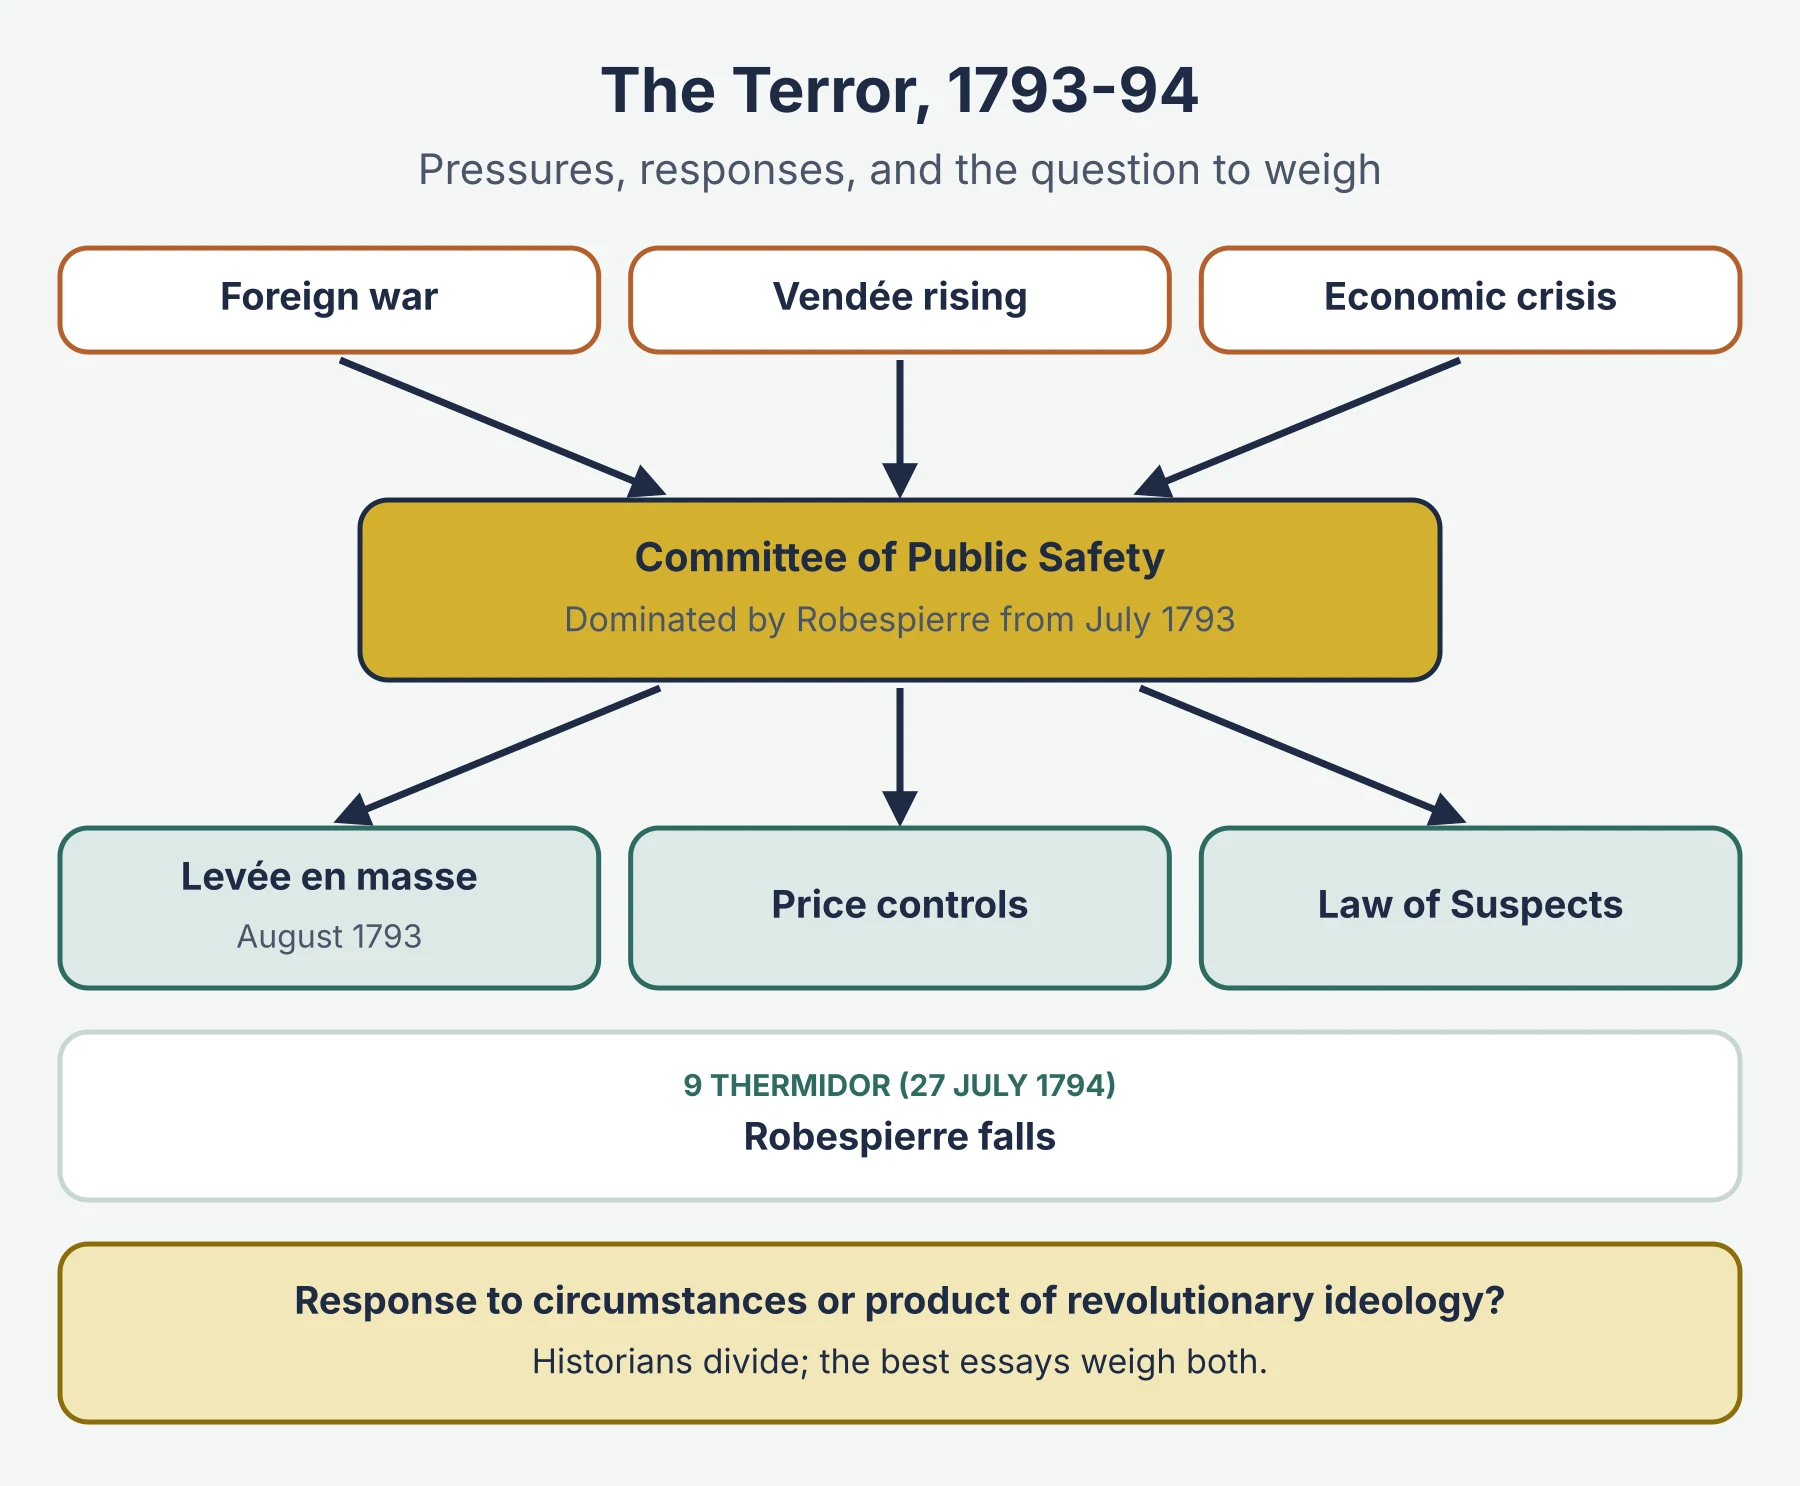 The Terror, 1793-94
Pressures, responses, and the question to weigh
Foreign war
Vendée rising
Economic crisis
Committee of Public Safety
Dominated by Robespierre from July 1793
Levée en masse
August 1793
Price controls
Law of Suspects
9 THERMIDOR (27 JULY 1794)
Robespierre falls
Response to circumstances or product of revolutionary ideology?
Historians divide; the best essays weigh both.